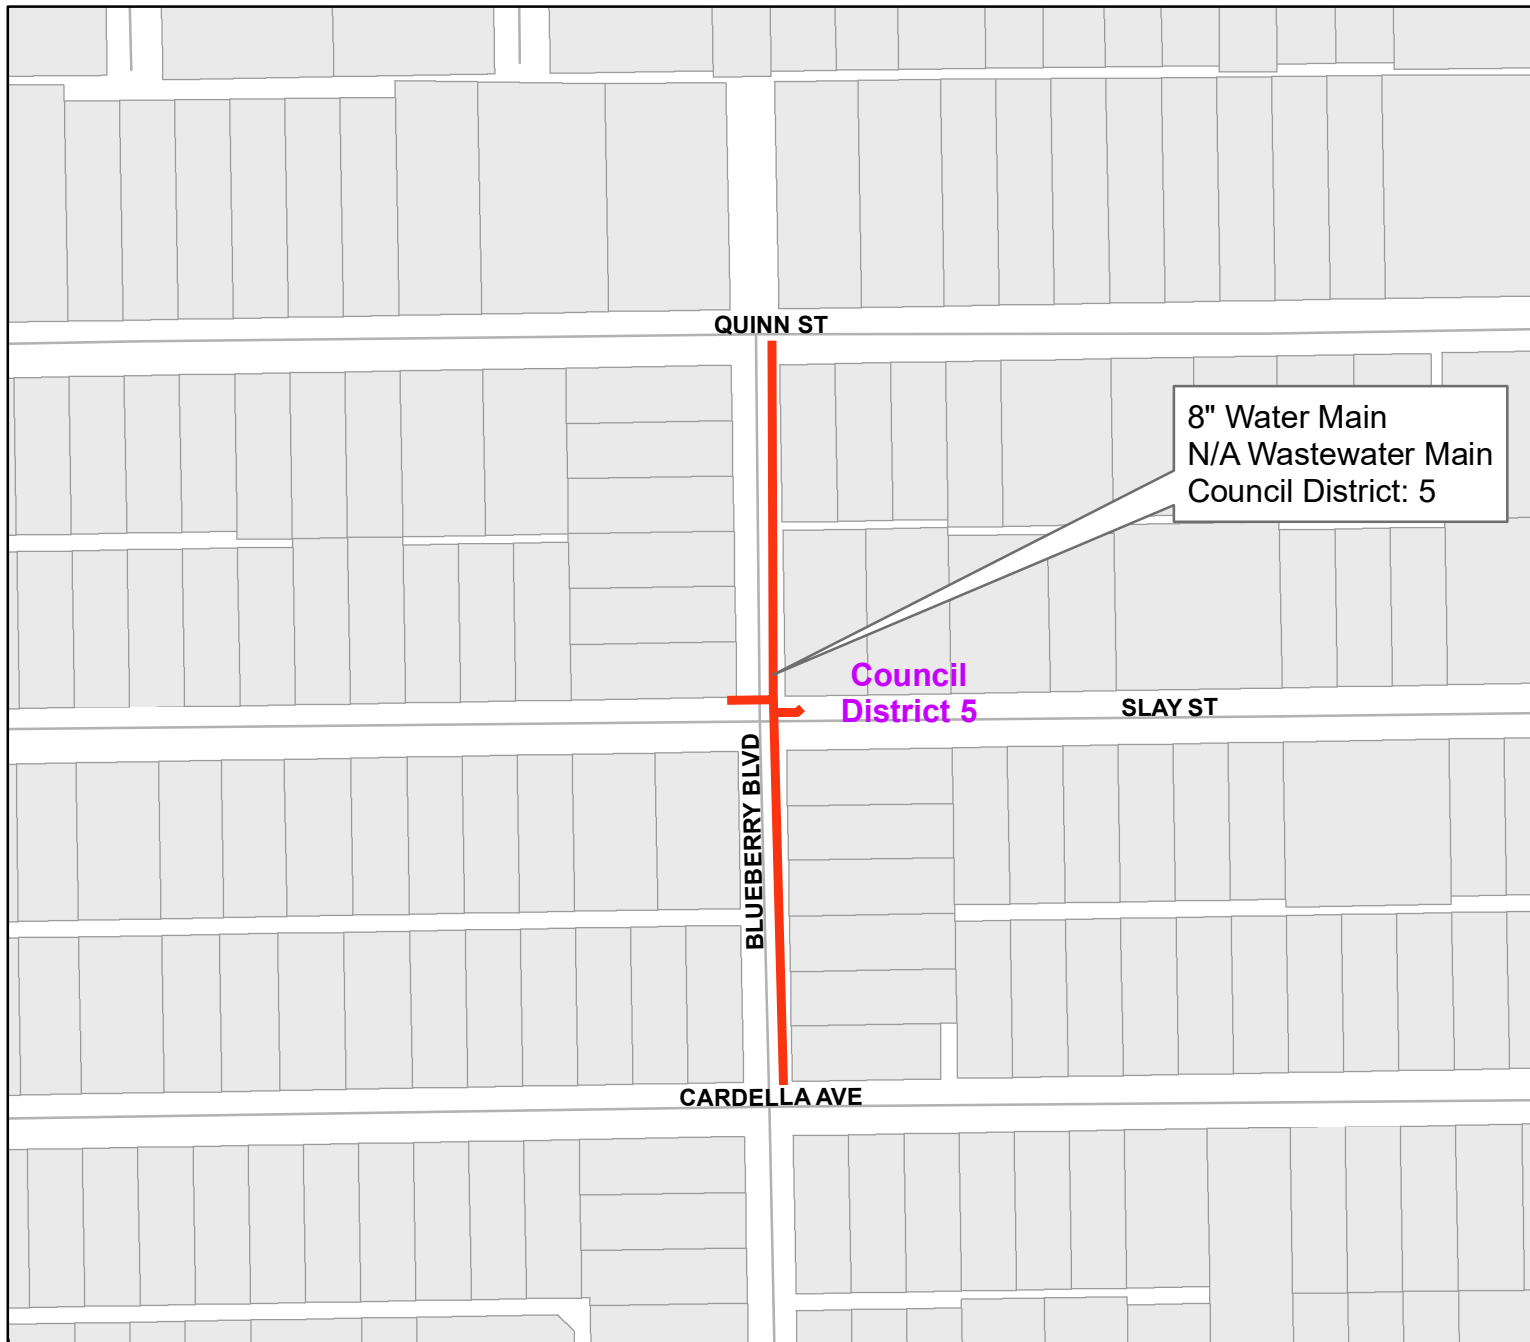 QUINN ST
8" Water Main
N/A Wastewater Main
Council District: 5
Council
District 5
SLAY ST
BLUEBERRY BLVD
CARDELLA AVE